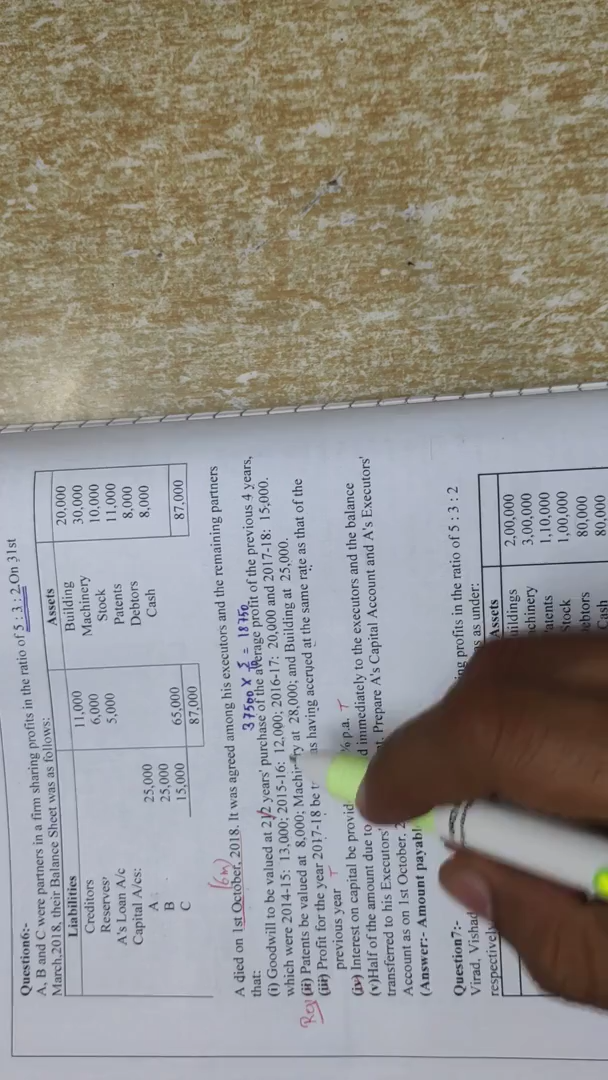 Question6:-
A, B and C were partners in a firm sharing profits in the ratio of 5 : 3 : 2.On 31st
March,2018, their Balance Sheet was as follows:
Liabilities Assets
Creditors 11,000 Building 20,000
Reserves 6,000 Machinery 30,000
A's Loan A/c 5,000 Stock 10,000
Capital A/cs: Patents 11,000
A 25,000 Debtors 8,000
B 25,000 Cash 8,000
C 15,000 65,000
87,000 87,000
(6m)
A died on 1st October, 2018. It was agreed among his executors and the remaining partners
that:
37500 X 5/10 = 18750
(i) Goodwill to be valued at 2 1/2 years' purchase of the average profit of the previous 4 years,
which were 2014-15: 13,000; 2015-16: 12,000; 2016-17: 20,000 and 2017-18: 15,000.
Rev (ii) Patents be valued at 8,000; Machinery at 28,000; and Building at 25,000.
(iii) Profit for the year 2017-18 be as having accrued at the same rate as that of the
previous year T
(iv) Interest on capital be provid % p.a. T
(v)Half of the amount due to d immediately to the executors and the balance
transferred to his Executors' Prepare A's Capital Account and A's Executors'
Account as on 1st October, 2
(Answer:- Amount payabl
Question7:-
Virad, Vishad ing profits in the ratio of 5 : 3 : 2
respectively s as under:
Assets
uildings 2,00,000
chinery 3,00,000
atents 1,10,000
Stock 1,00,000
ebtors 80,000
Cash 80,000